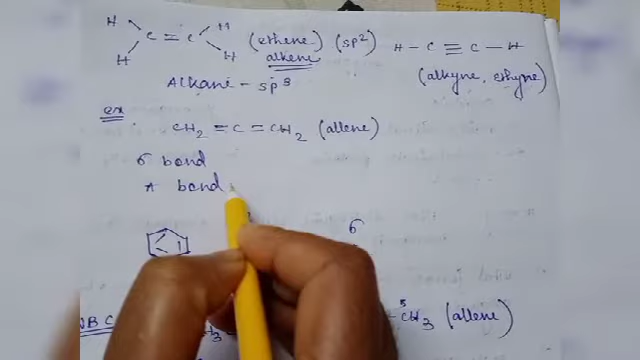 H H
C = C (ethene) (sp²) H - C ≡ C - H
H H alkene
Alkane - sp³ (alkyne, ethyne)
ex.
CH₂ = C = CH₂ (allene)
σ bond
π bond
6
CH₃ (allene)